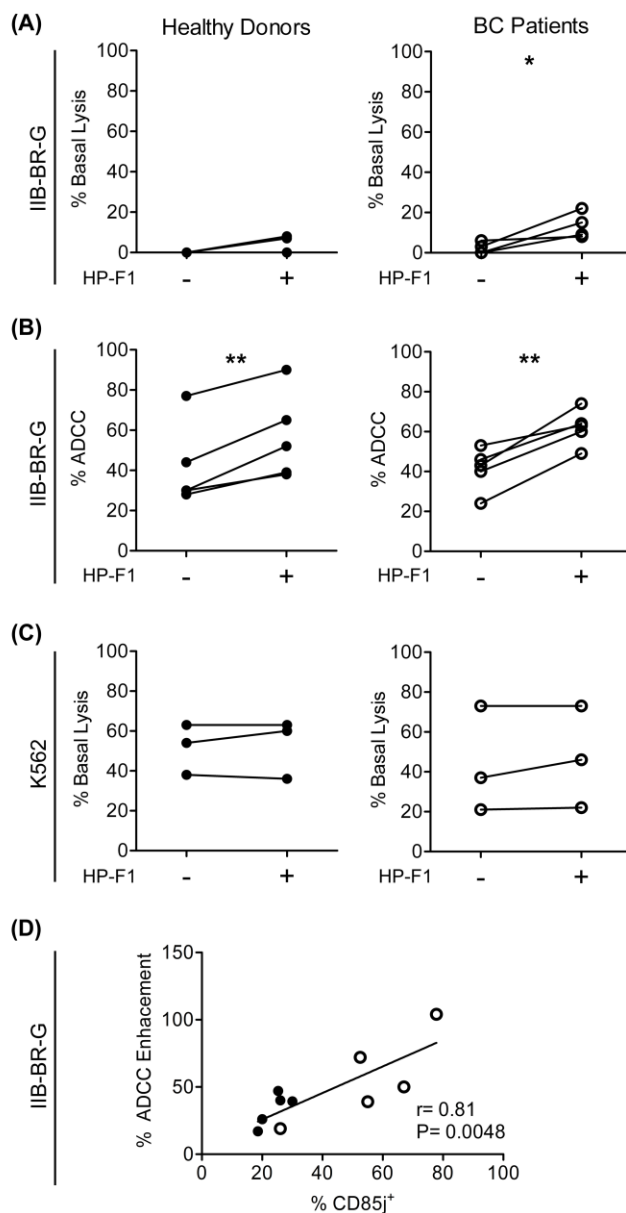 (A)
Healthy Donors
BC Patients
IIB-BR-G
% Basal Lysis
100
80
60
40
20
0
HP-F1 - +
*
% Basal Lysis
100
80
60
40
20
0
HP-F1 - +
(B)
IIB-BR-G
**
% ADCC
100
80
60
40
20
0
HP-F1 - +
**
% ADCC
100
80
60
40
20
0
HP-F1 - +
(C)
K562
% Basal Lysis
100
80
60
40
20
0
HP-F1 - +
% Basal Lysis
100
80
60
40
20
0
HP-F1 - +
(D)
IIB-BR-G
% ADCC Enhacement
150
100
50
0
r= 0.81
P= 0.0048
0 20 40 60 80 100
% CD85j+